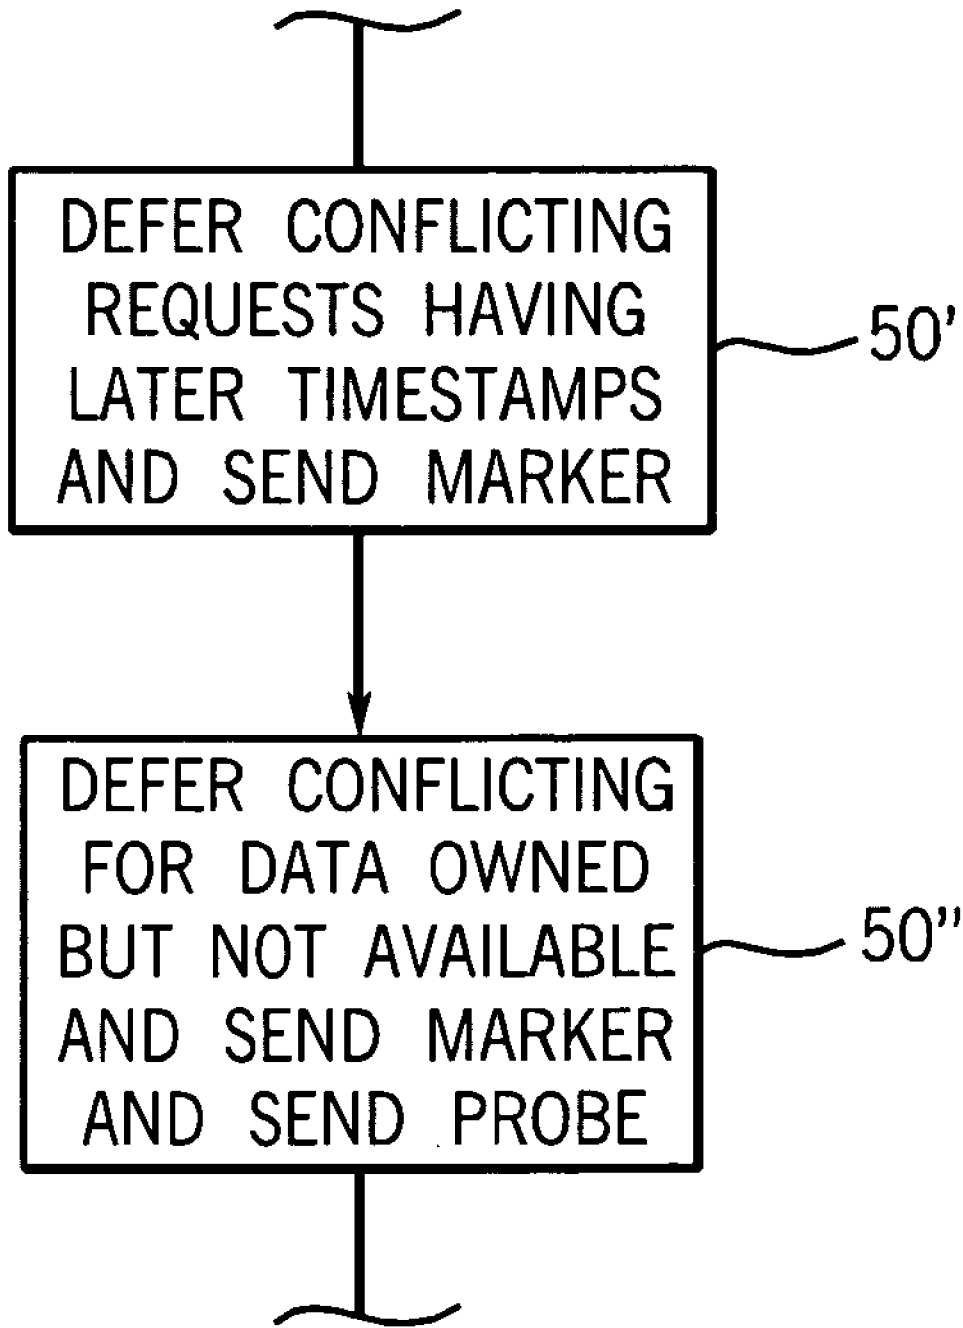 DEFER CONFLICTING
REQUESTS HAVING
LATER TIMESTAMPS
AND SEND MARKER
50'
DEFER CONFLICTING
FOR DATA OWNED
BUT NOT AVAILABLE
AND SEND MARKER
AND SEND PROBE
50"